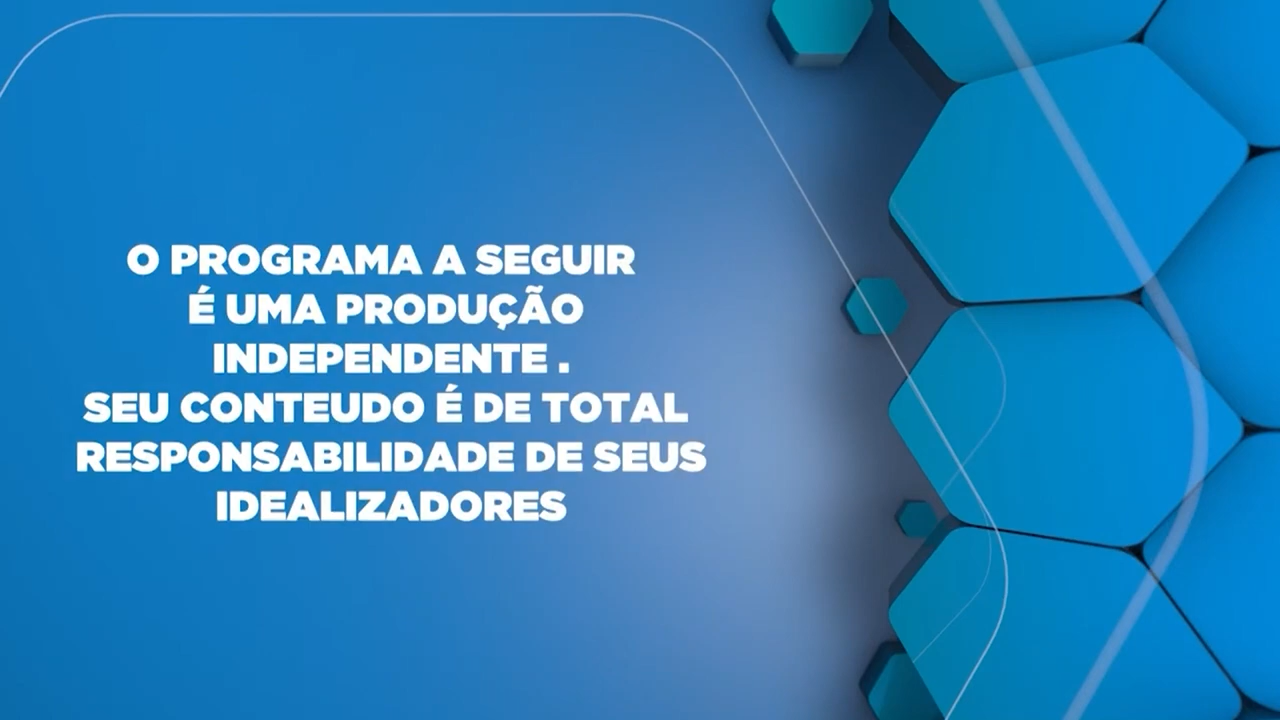 O PROGRAMA A SEGUIR
É UMA PRODUÇÃO
INDEPENDENTE .
SEU CONTEUDO É DE TOTAL
RESPONSABILIDADE DE SEUS
IDEALIZADORES